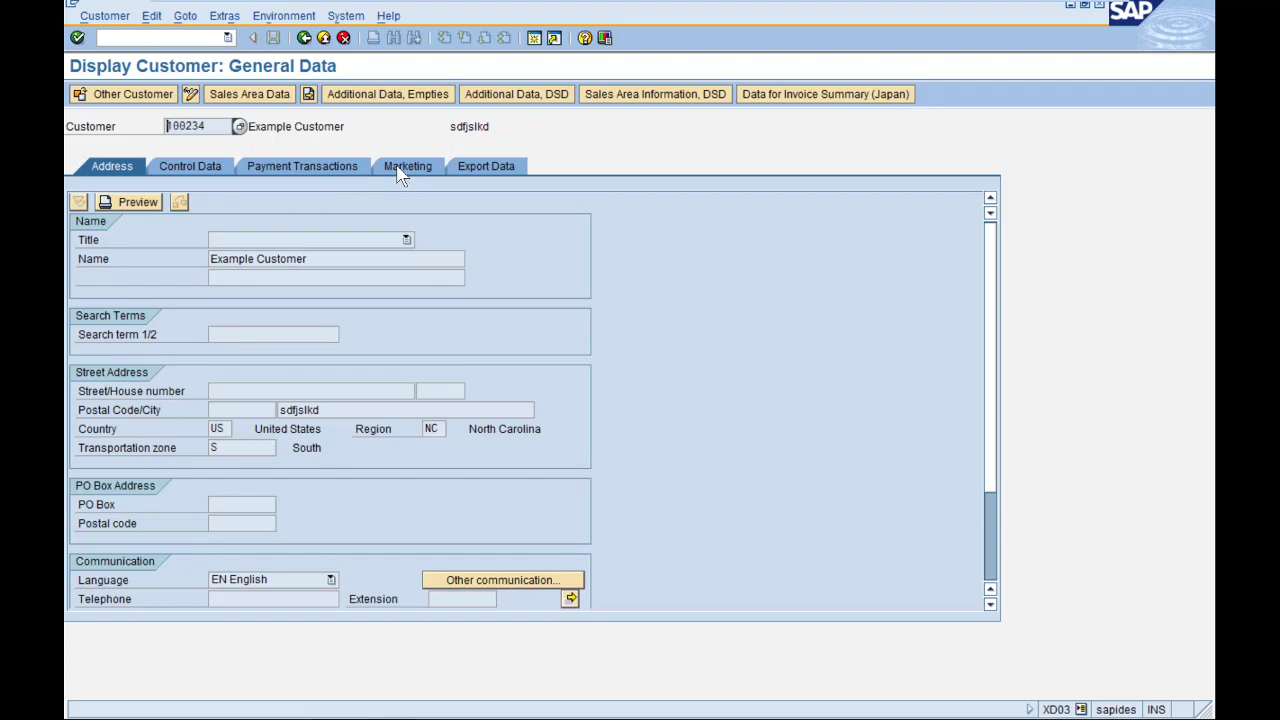 Customer Edit Goto Extras Environment System Help
SAP
Display Customer: General Data
Other Customer Sales Area Data Additional Data, Empties Additional Data, DSD Sales Area Information, DSD Data for Invoice Summary (Japan)
Customer 100234 Example Customer sdfjslkd
Address Control Data Payment Transactions Marketing Export Data
Preview
Name
Title
Name Example Customer
Search Terms
Search term 1/2
Street Address
Street/House number
Postal Code/City sdfjslkd
Country US United States Region NC North Carolina
Transportation zone S South
PO Box Address
PO Box
Postal code
Communication
Language EN English Other communication...
Telephone Extension
XD03 sapides INS